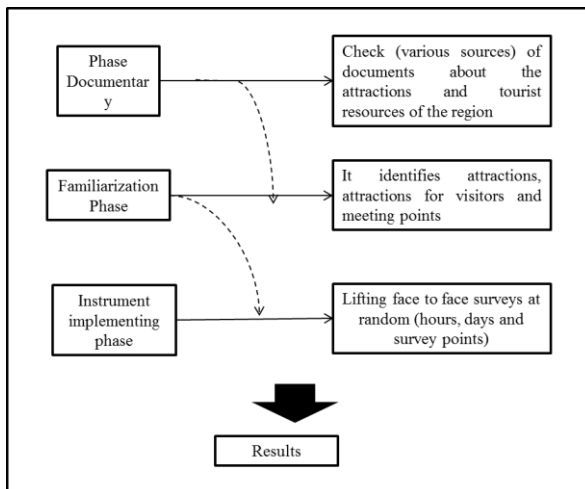 Phase
Documentar
y
Check (various sources) of
documents about the
attractions and tourist
resources of the region
Familiarization
Phase
It identifies attractions,
attractions for visitors and
meeting points
Instrument
implementing
phase
Lifting face to face surveys at
random (hours, days and
survey points)
Results